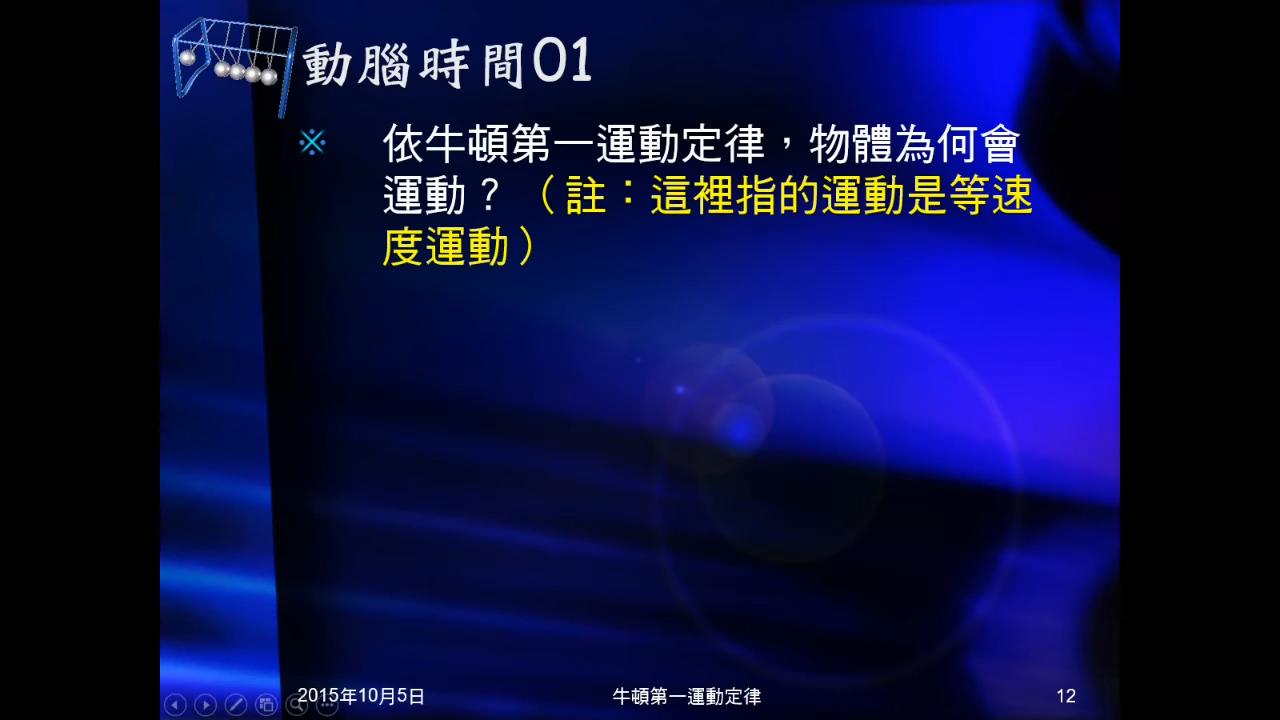 動腦時間01
※ 依牛頓第一運動定律，物體為何會
運動？（註：這裡指的運動是等速
度運動）
2015年10月5日
牛頓第一運動定律
12